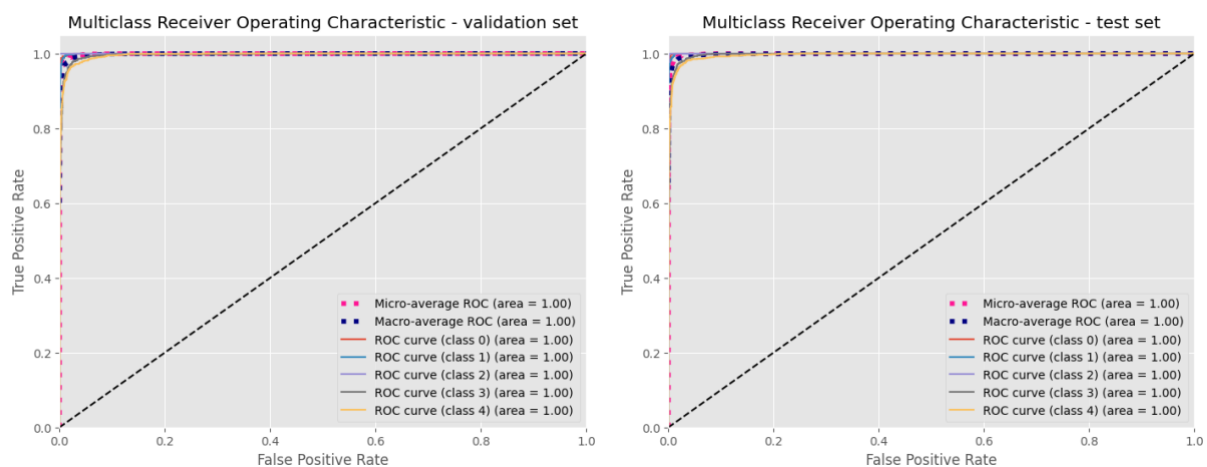 Multiclass Receiver Operating Characteristic - validation set
1.0
0.8
0.6
0.4
0.2
0.0
True Positive Rate
Micro-average ROC (area = 1.00)
Macro-average ROC (area = 1.00)
ROC curve (class 0) (area = 1.00)
ROC curve (class 1) (area = 1.00)
ROC curve (class 2) (area = 1.00)
ROC curve (class 3) (area = 1.00)
ROC curve (class 4) (area = 1.00)
0.0 0.2 0.4 0.6 0.8 1.0
False Positive Rate
Multiclass Receiver Operating Characteristic - test set
1.0
0.8
0.6
0.4
0.2
0.0
True Positive Rate
Micro-average ROC (area = 1.00)
Macro-average ROC (area = 1.00)
ROC curve (class 0) (area = 1.00)
ROC curve (class 1) (area = 1.00)
ROC curve (class 2) (area = 1.00)
ROC curve (class 3) (area = 1.00)
ROC curve (class 4) (area = 1.00)
0.0 0.2 0.4 0.6 0.8 1.0
False Positive Rate